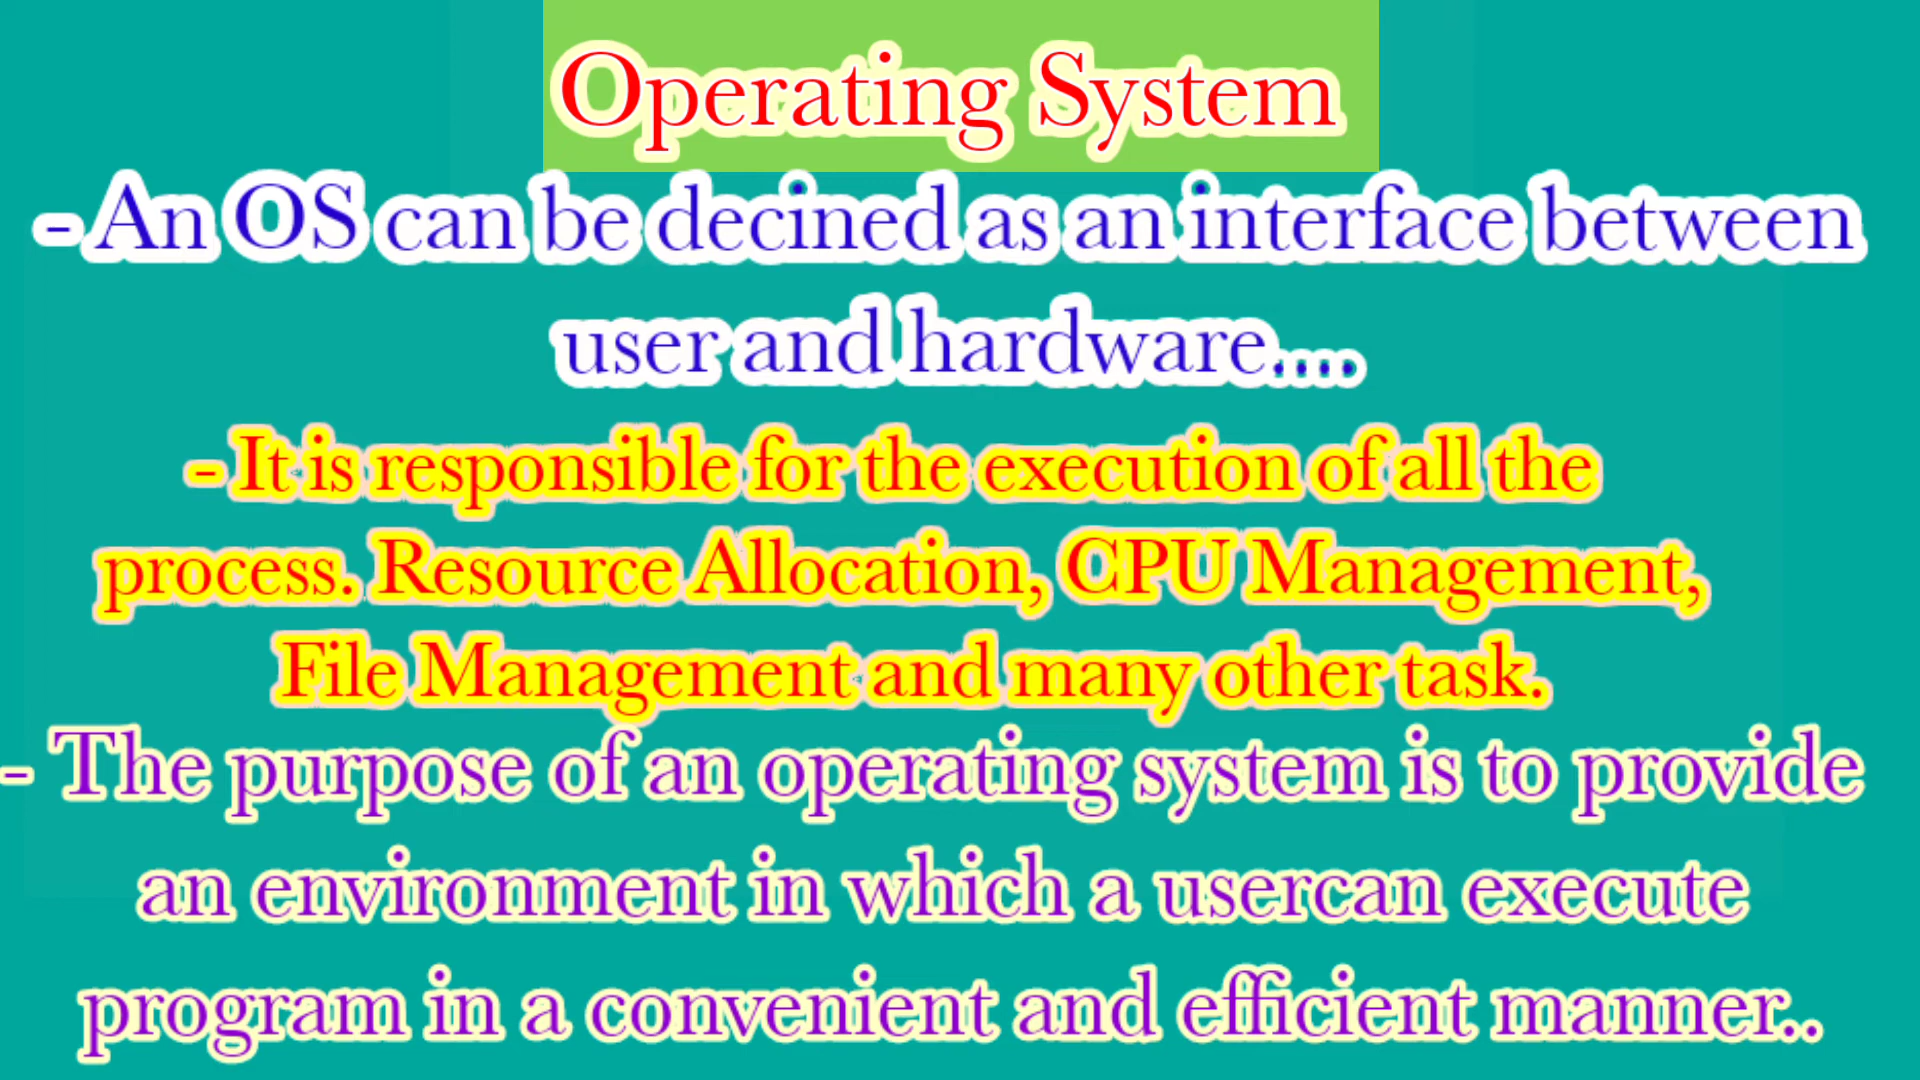 Operating System
- An OS can be decined as an interface between
user and hardware....
- It is responsible for the execution of all the
process. Resource Allocation, CPU Management,
File Management and many other task.
- The purpose of an operating system is to provide
an environment in which a usercan execute
program in a convenient and efficient manner..